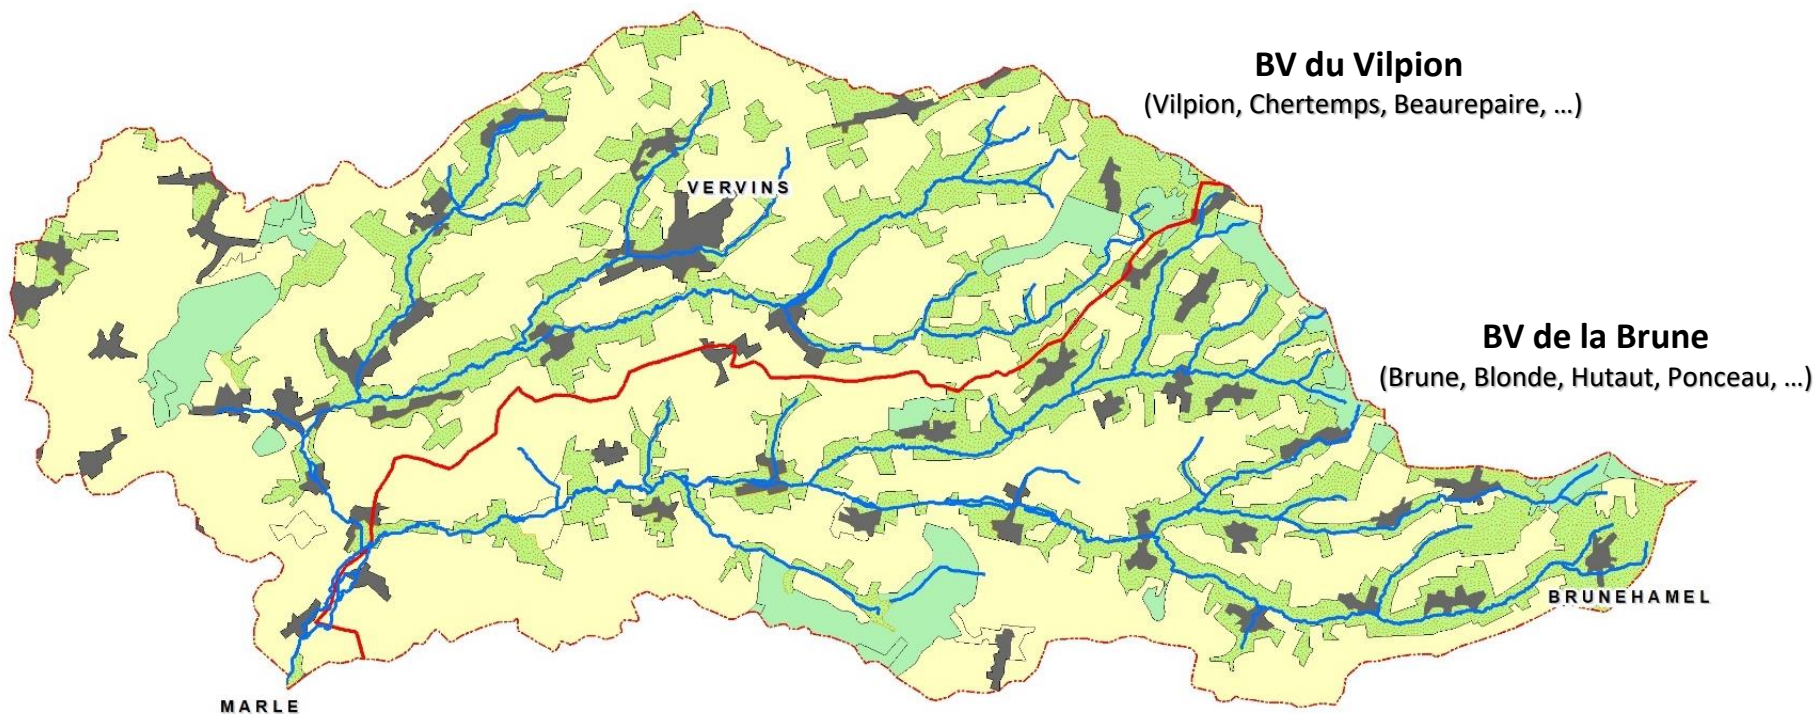 BV du Vilpion
(Vilpion, Chertemps, Beaurepaire, ...)
VERVINS
BV de la Brune
(Brune, Blonde, Hutaut, Ponceau, ...)
BRUNEHAMEL
MARLE